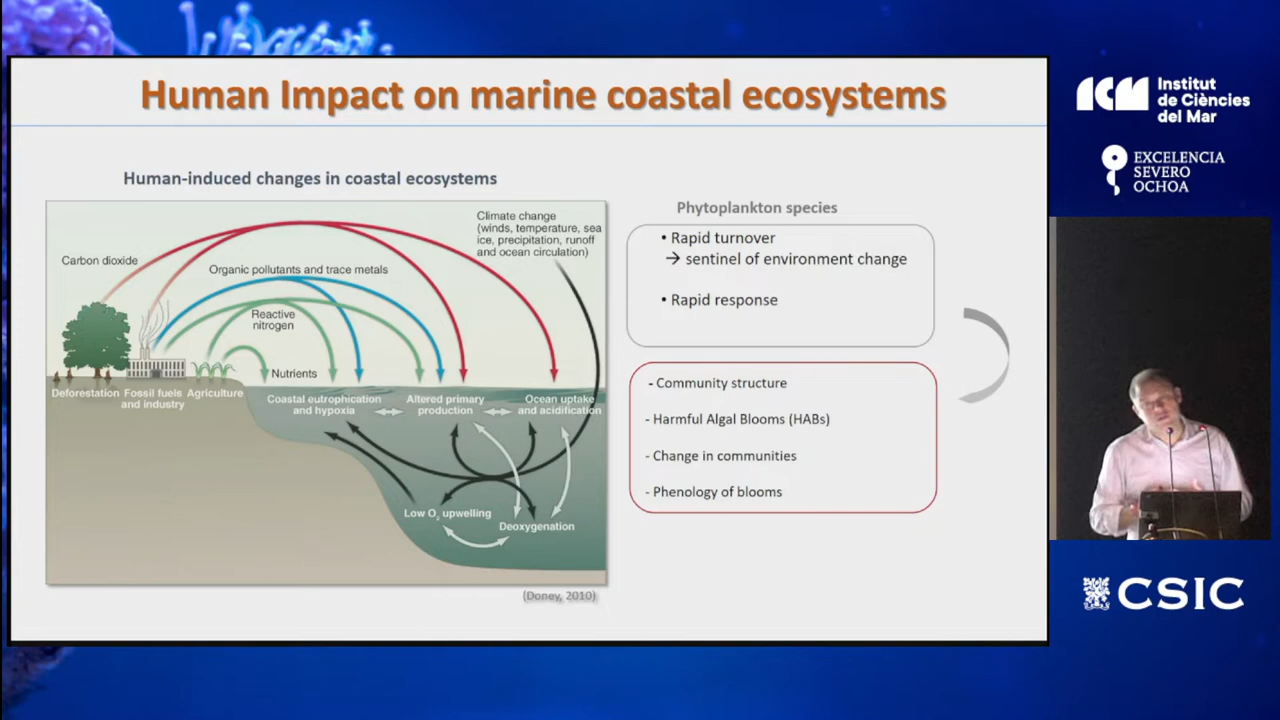 Human Impact on marine coastal ecosystems
Human-induced changes in coastal ecosystems
Climate change
(winds, temperature, sea
ice, precipitation, runoff
and ocean circulation)
Carbon dioxide
Organic pollutants and trace metals
Reactive
nitrogen
Nutrients
Deforestation
Fossil fuels
and industry
Agriculture
Coastal eutrophication
and hypoxia
Altered primary
production
Ocean uptake
and acidification
Low O2 upwelling
Deoxygenation
(Doney, 2010)
Phytoplankton species
• Rapid turnover
→ sentinel of environment change
• Rapid response
- Community structure
- Harmful Algal Blooms (HABs)
- Change in communities
- Phenology of blooms
ICM
Institut
de Ciències
del Mar
EXCELENCIA
SEVERO
OCHOA
CSIC